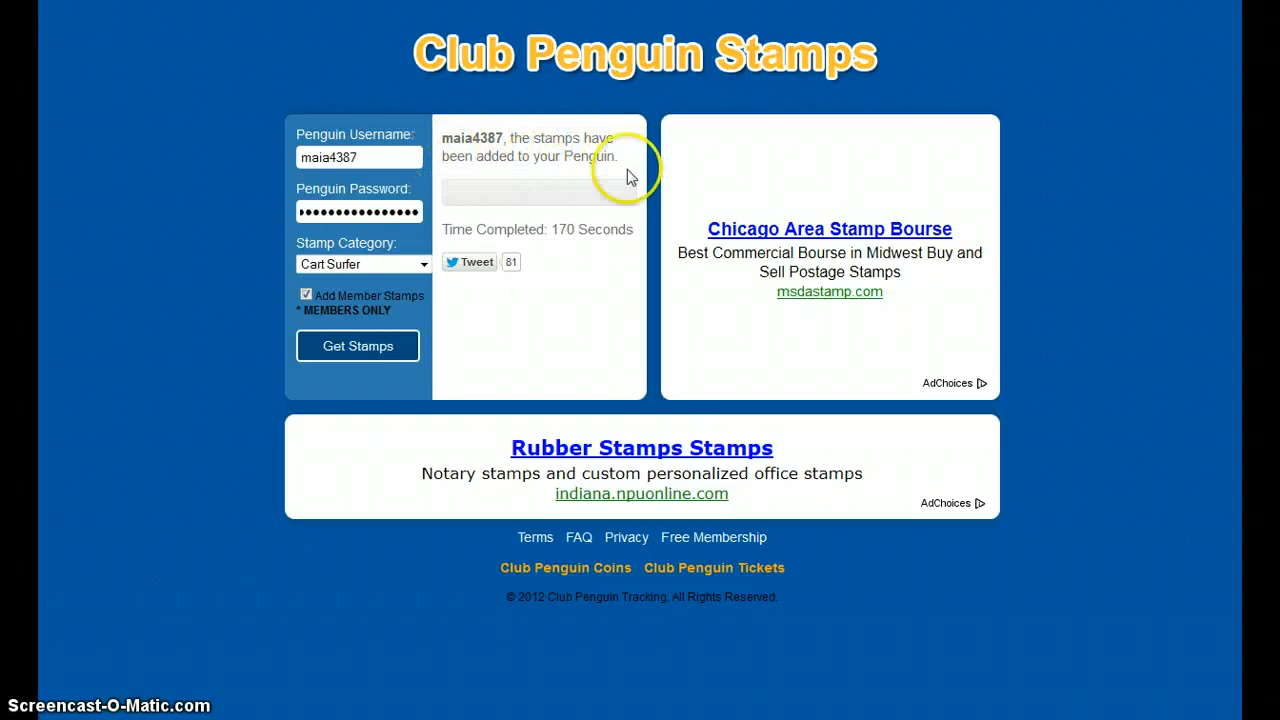 Club Penguin Stamps
Penguin Username:
maia4387
Penguin Password:
Stamp Category:
Cart Surfer
Add Member Stamps
* MEMBERS ONLY
Get Stamps
maia4387, the stamps have
been added to your Penguin.
Time Completed: 170 Seconds
Tweet 81
Chicago Area Stamp Bourse
Best Commercial Bourse in Midwest Buy and
Sell Postage Stamps
msdastamp.com
AdChoices
Rubber Stamps Stamps
Notary stamps and custom personalized office stamps
indiana.npuonline.com
AdChoices
Terms FAQ Privacy Free Membership
Club Penguin Coins Club Penguin Tickets
© 2012 Club Penguin Tracking. All Rights Reserved.
Screencast-O-Matic.com